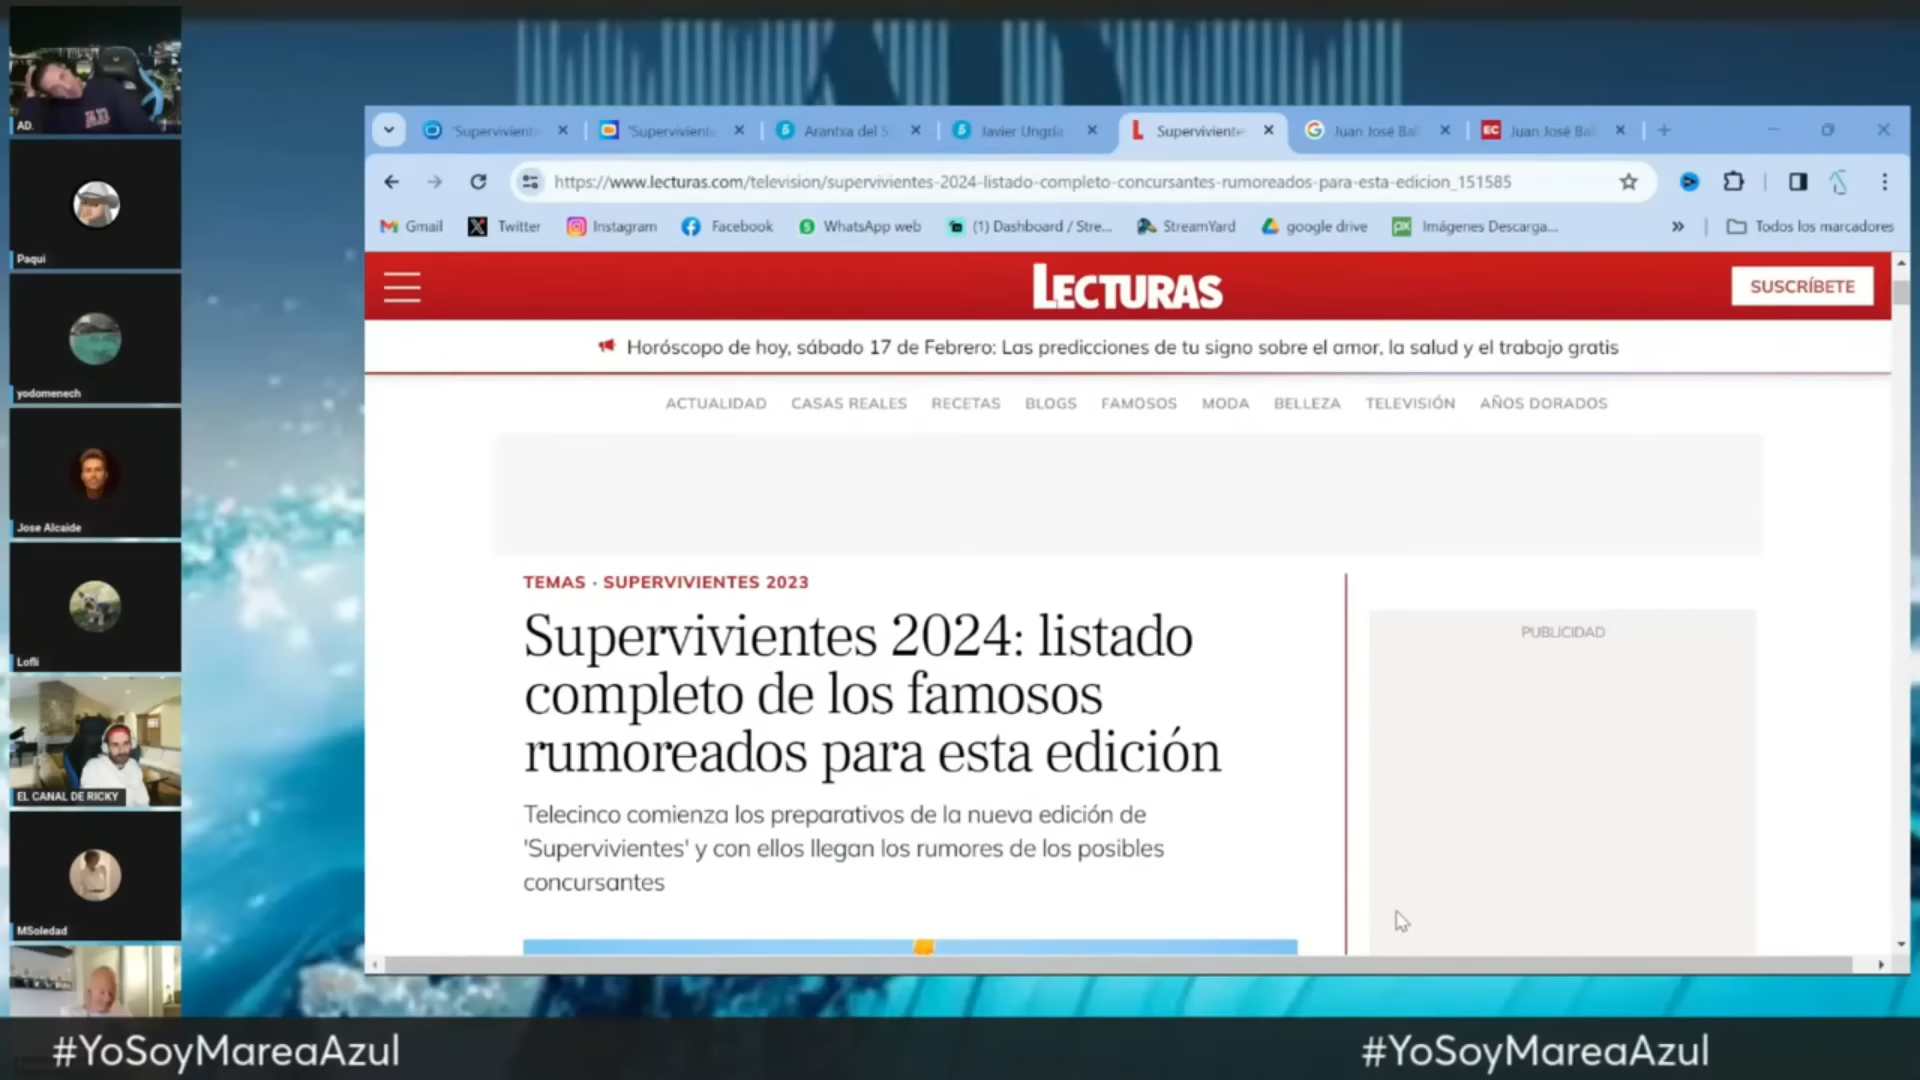 AD.
Paqui
yodomenech
Jose Alcaide
Lofli
EL CANAL DE RICKY
MSoledad
'Supervivient
'Supervivient
Arantxa del S
Javier Ungría
Superviviente
Juan José Bal
EC
Juan José Bal
https://www.lecturas.com/television/supervivientes-2024-listado-completo-concursantes-rumoreados-para-esta-edicion_151585
Gmail
Twitter
Instagram
Facebook
WhatsApp web
(1) Dashboard / Stre...
StreamYard
google drive
Imágenes Descarga...
Todos los marcadores
LECTURAS
SUSCRÍBETE
Horóscopo de hoy, sábado 17 de Febrero: Las predicciones de tu signo sobre el amor, la salud y el trabajo gratis
ACTUALIDAD CASAS REALES RECETAS BLOGS FAMOSOS MODA BELLEZA TELEVISIÓN AÑOS DORADOS
TEMAS · SUPERVIVIENTES 2023
Supervivientes 2024: listado
completo de los famosos
rumoreados para esta edición
Telecinco comienza los preparativos de la nueva edición de
'Supervivientes' y con ellos llegan los rumores de los posibles
concursantes
PUBLICIDAD
#YoSoyMareaAzul
#YoSoyMareaAzul